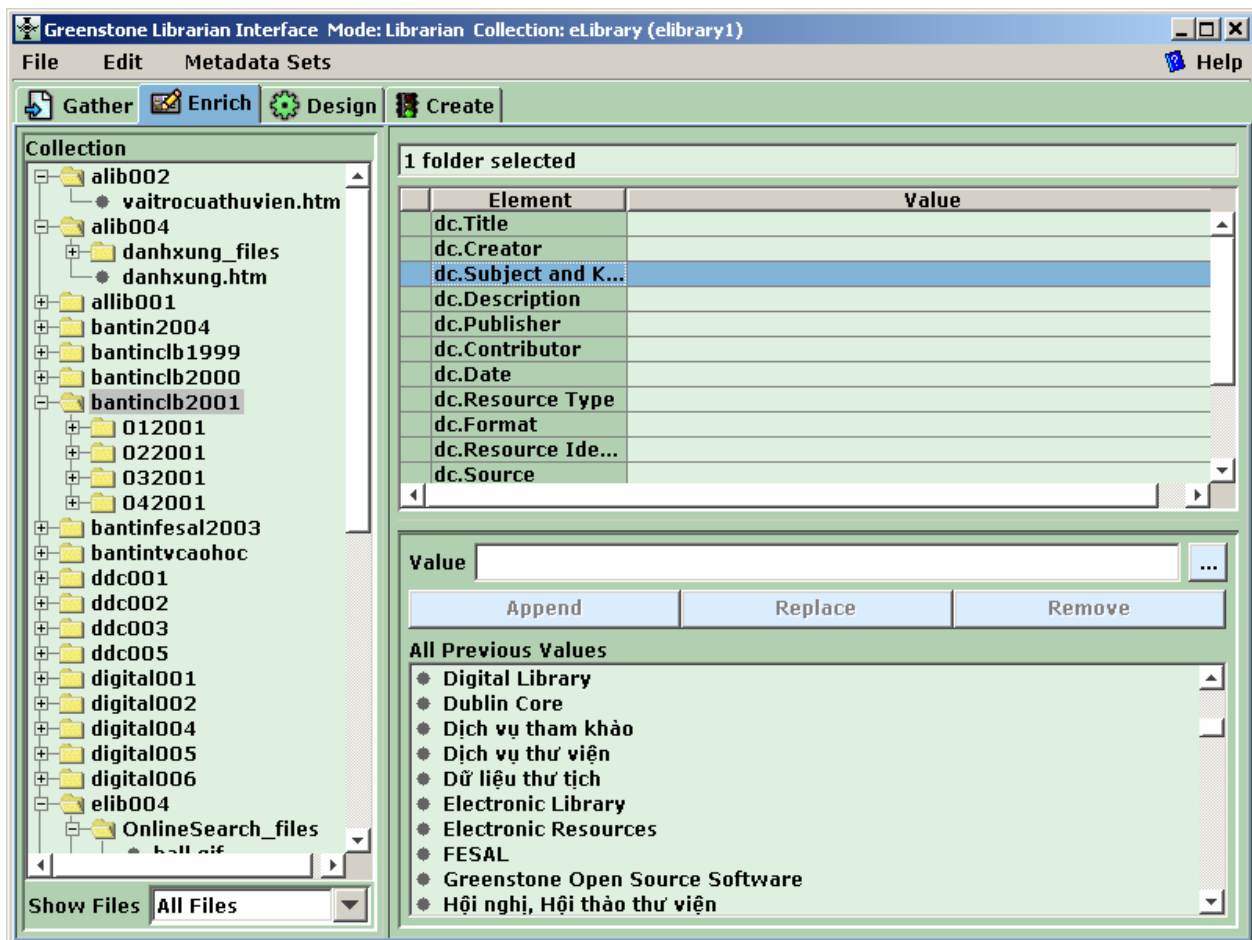 Greenstone Librarian Interface Mode: Librarian Collection: eLibrary (elibrary1)
File Edit Metadata Sets Help
Gather Enrich Design Create
Collection
alib002
vaitrocuathuvien.htm
alib004
danhxung_files
danhxung.htm
allib001
bantin2004
bantinclb1999
bantinclb2000
bantinclb2001
012001
022001
032001
042001
bantinfesal2003
bantintvcaohoc
ddc001
ddc002
ddc003
ddc005
digital001
digital002
digital004
digital005
digital006
elib004
OnlineSearch_files
ball.gif
Show Files All Files
1 folder selected
Element Value
dc.Title
dc.Creator
dc.Subject and K...
dc.Description
dc.Publisher
dc.Contributor
dc.Date
dc.Resource Type
dc.Format
dc.Resource Ide...
dc.Source
Value ...
Append Replace Remove
All Previous Values
Digital Library
Dublin Core
Dịch vụ tham khảo
Dịch vụ thư viện
Dữ liệu thư tịch
Electronic Library
Electronic Resources
FESAL
Greenstone Open Source Software
Hội nghị, Hội thảo thư viện